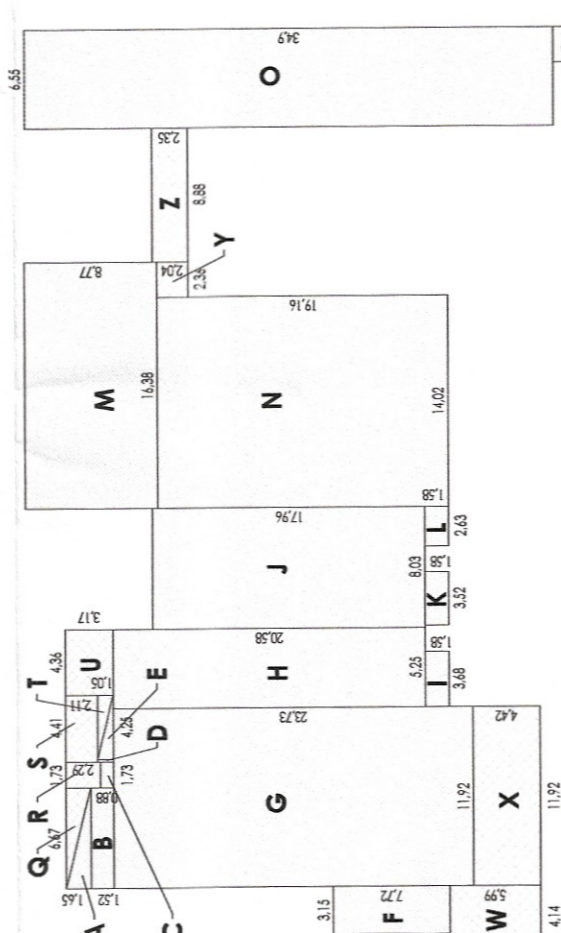 6,55
34,9
O
2,35
Z
8,88
Y
8,77
2,04
2,36
M
16,38
19,16
N
14,02
1,58
17,96
J
8,03
L
2,63
1,58
K
3,52
3,17
4,36
T
U
1,05
E
20,58
H
5,25
1,58
I
3,68
S
4,41
2,11
4,25
D
R
1,73
2,29
1,73
Q
6,67
0,88
B
23,73
G
11,92
4,42
X
11,92
1,65
1,52
A
C
3,15
7,72
F
5,99
W
4,14